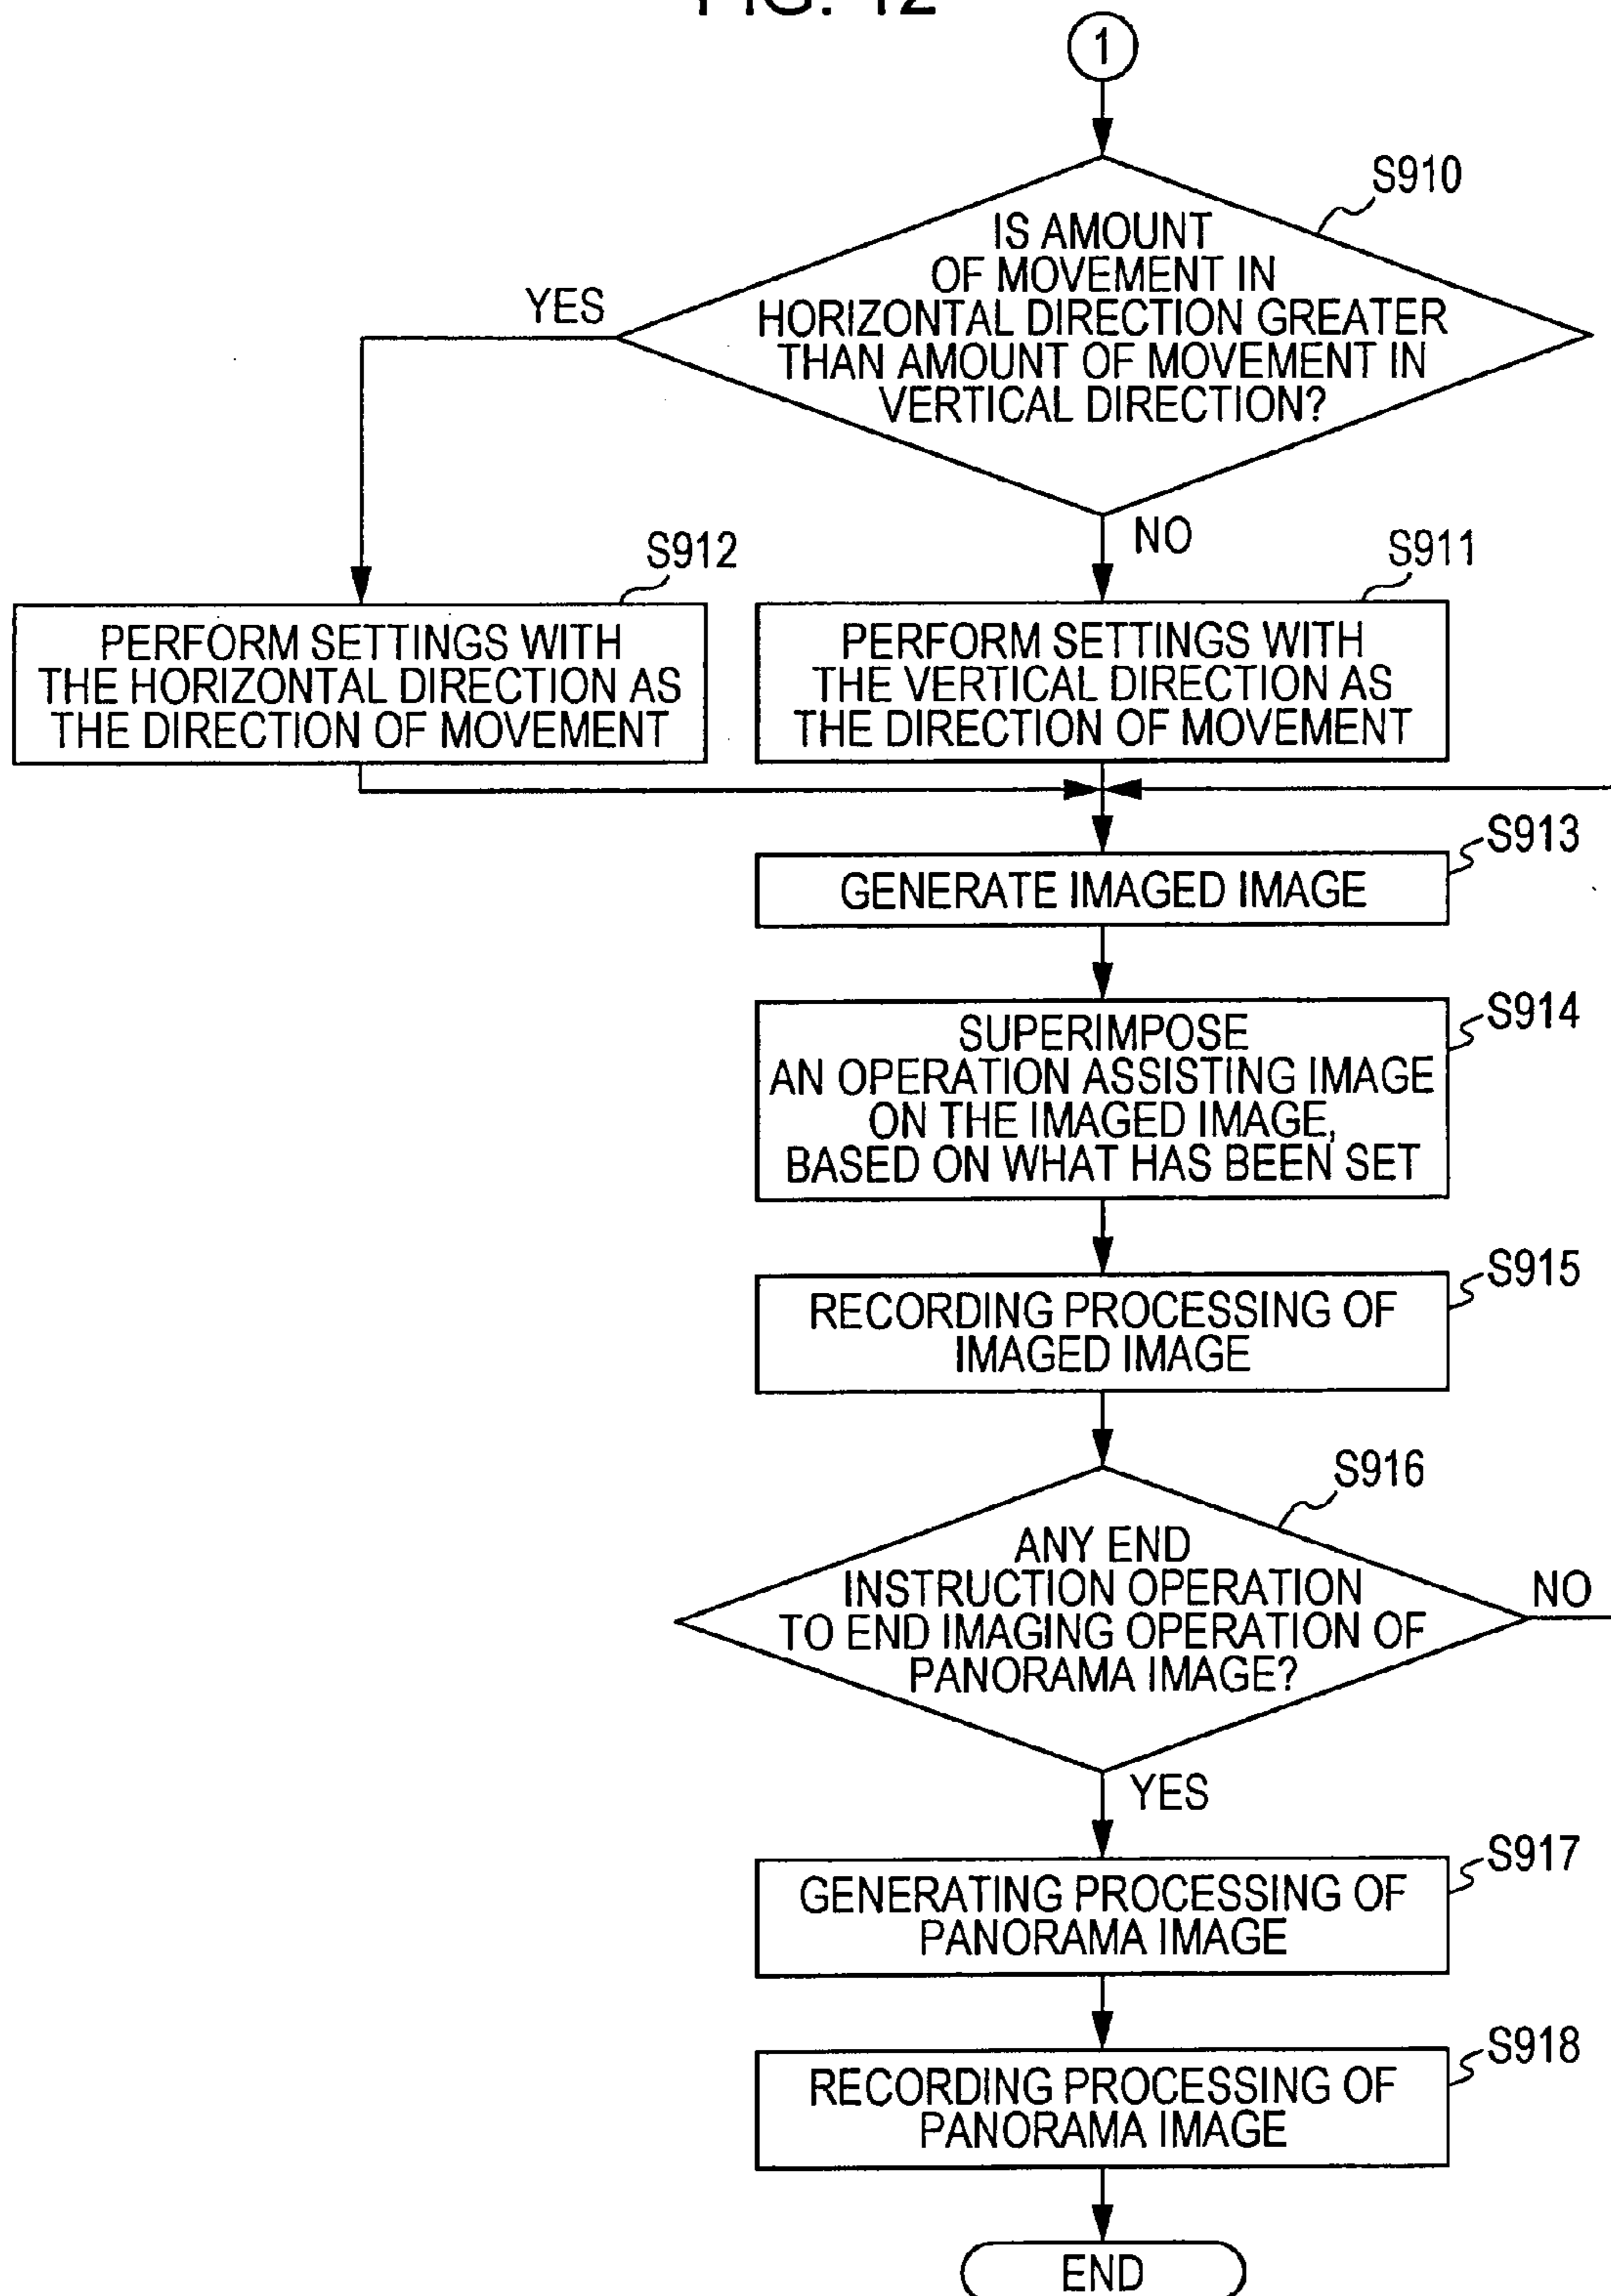 FIG. 12
1
S910
IS AMOUNT
OF MOVEMENT IN
HORIZONTAL DIRECTION GREATER
THAN AMOUNT OF MOVEMENT IN
VERTICAL DIRECTION?
YES
NO
S912
PERFORM SETTINGS WITH
THE HORIZONTAL DIRECTION AS
THE DIRECTION OF MOVEMENT
S911
PERFORM SETTINGS WITH
THE VERTICAL DIRECTION AS
THE DIRECTION OF MOVEMENT
S913
GENERATE IMAGED IMAGE
S914
SUPERIMPOSE
AN OPERATION ASSISTING IMAGE
ON THE IMAGED IMAGE,
BASED ON WHAT HAS BEEN SET
S915
RECORDING PROCESSING OF
IMAGED IMAGE
S916
ANY END
INSTRUCTION OPERATION
TO END IMAGING OPERATION OF
PANORAMA IMAGE?
NO
YES
S917
GENERATING PROCESSING OF
PANORAMA IMAGE
S918
RECORDING PROCESSING OF
PANORAMA IMAGE
END